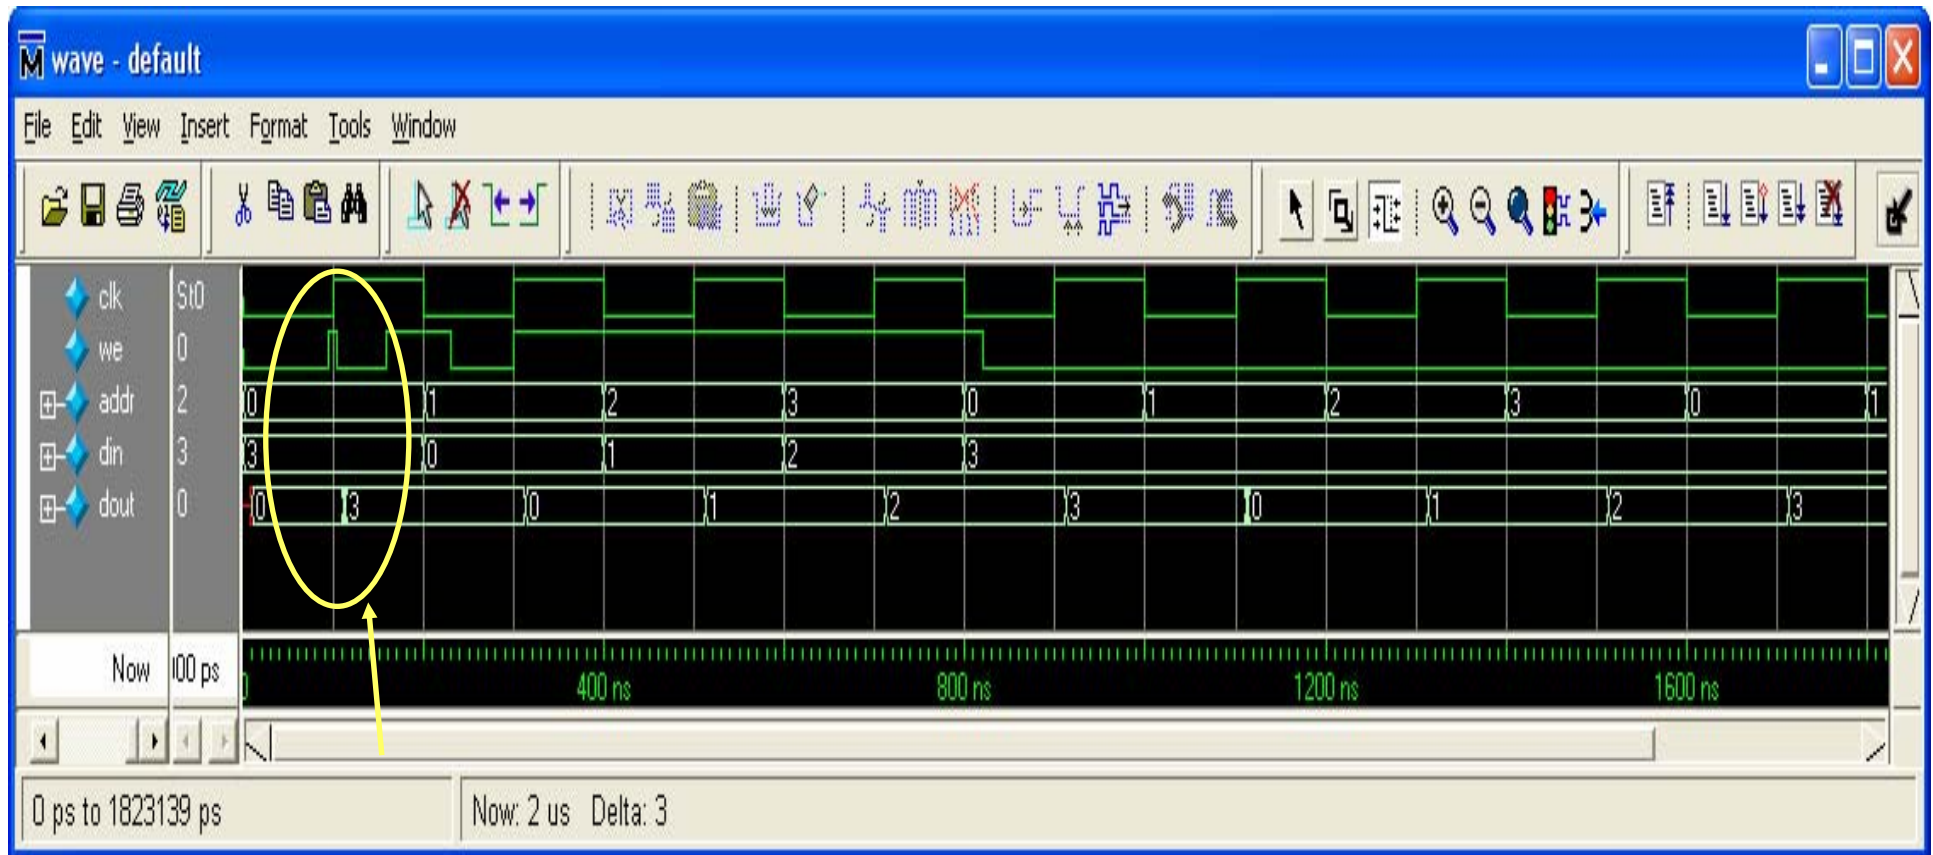 wave - default
File Edit View Insert Format Tools Window
clk St0
we 0
addr 2 0 1 2 3 0 1 2 3 0 1
din 3 3 0 1 2 3
dout 0 0 3 0 1 2 3 0 1 2 3
Now 00 ps 400 ns 800 ns 1200 ns 1600 ns
0 ps to 1823139 ps Now: 2 us Delta: 3